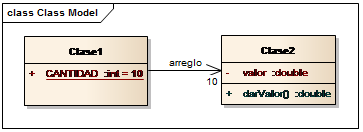 class Class Model
Clase1
+ CANTIDAD :int = 10
arreglo
10
Clase2
- valor :double
+ darValor() :double